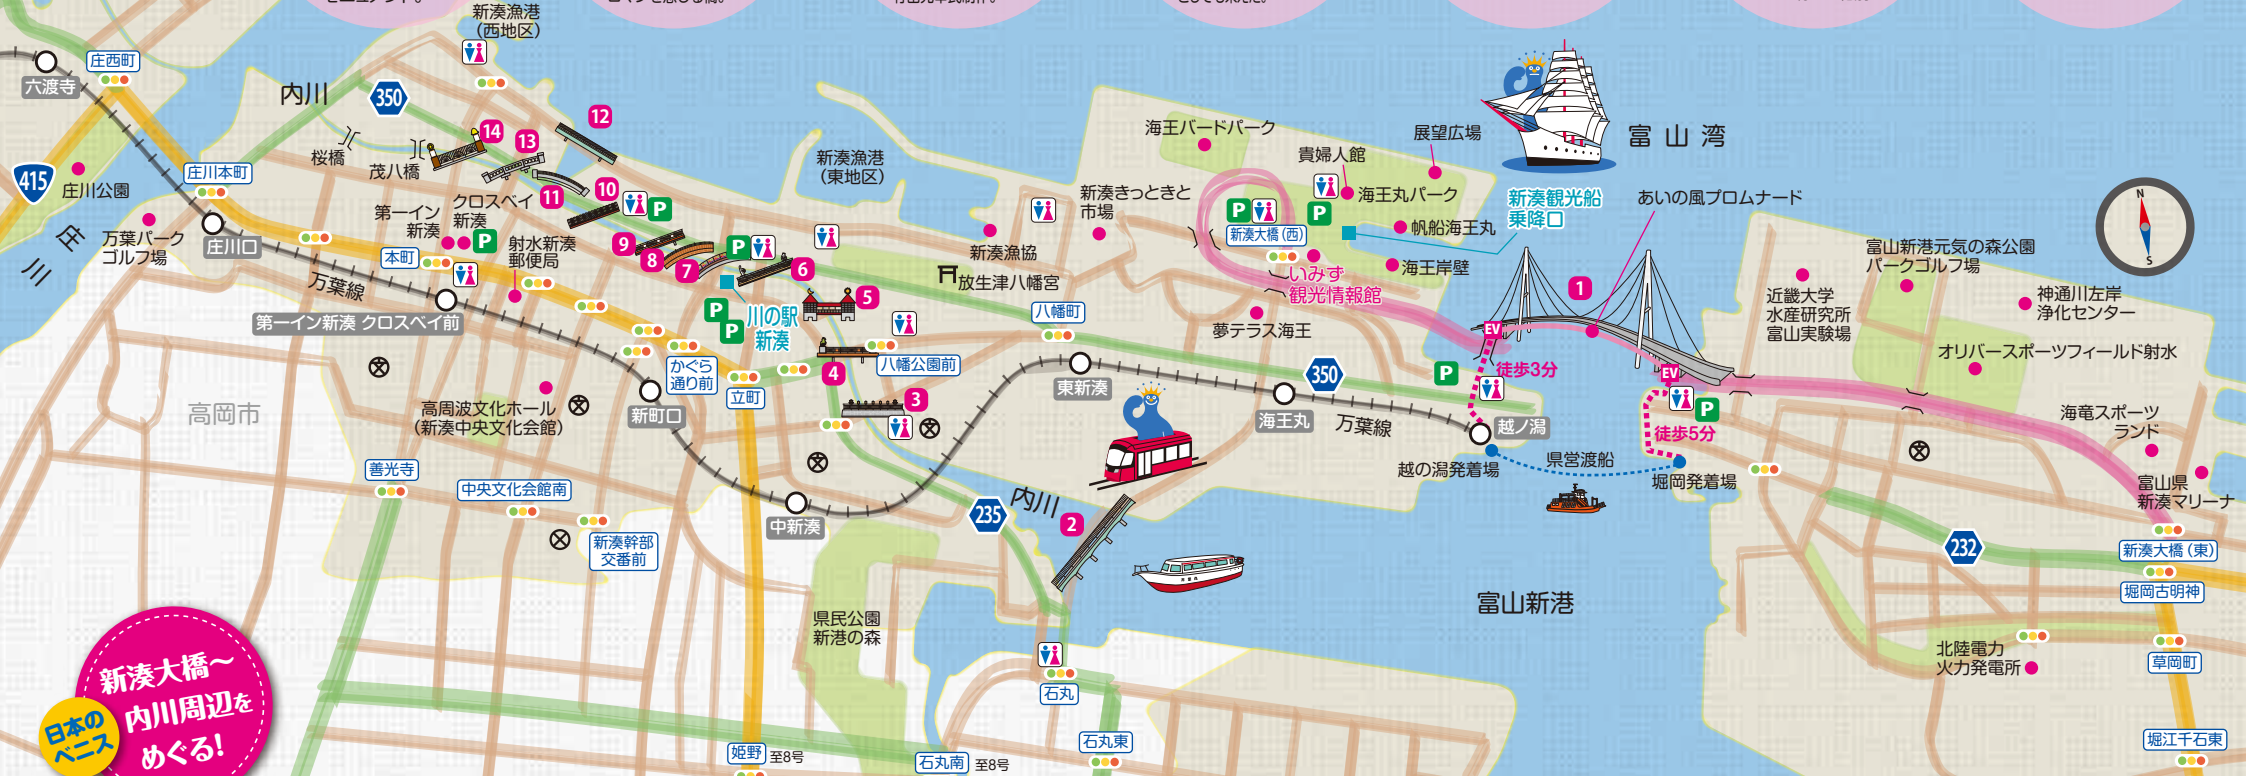 新湊漁港
（西地区）
庄西町
六渡寺
内川
350
14
13
12
桜橋
茂八橋
415
庄川公園
庄川本町
11
10
P
第一イン
新湊
クロスベイ
新湊
P
万葉パーク
ゴルフ場
庄川口
庄川
本町
射水新湊
郵便局
万葉線
第一イン新湊 クロスベイ前
9
8
7
P
6
5
P
P
川の駅
新湊
新湊漁港
（東地区）
新湊漁協
放生津八幡宮
新湊きっときと
市場
海王バードパーク
貴婦人館
展望広場
海王丸パーク
P
P
新湊大橋（西）
帆船海王丸
海王岸壁
いみず
観光情報館
夢テラス海王
新湊観光船
乗降口
富山湾
あいの風プロムナード
N
S
1
EV
EV
徒歩3分
徒歩5分
P
P
富山新港元気の森公園
パークゴルフ場
近畿大学
水産研究所
富山実験場
神通川左岸
浄化センター
オリバースポーツフィールド射水
海竜スポーツ
ランド
富山県
新湊マリーナ
八幡町
八幡公園前
4
3
かぐら
通り前
立町
新町口
高岡市
高周波文化ホール
（新湊中央文化会館）
東新湊
海王丸
350
万葉線
越ノ潟
越の潟発着場
県営渡船
堀岡発着場
善光寺
中央文化会館南
新湊幹部
交番前
中新湊
235
内川
2
232
新湊大橋（東）
堀岡古明神
富山新港
県民公園
新港の森
北陸電力
火力発電所
草岡町
堀江千石東
石丸
石丸東
石丸南 至8号
姫野 至8号
新湊大橋～
内川周辺を
めぐる！
日本の
ベニス